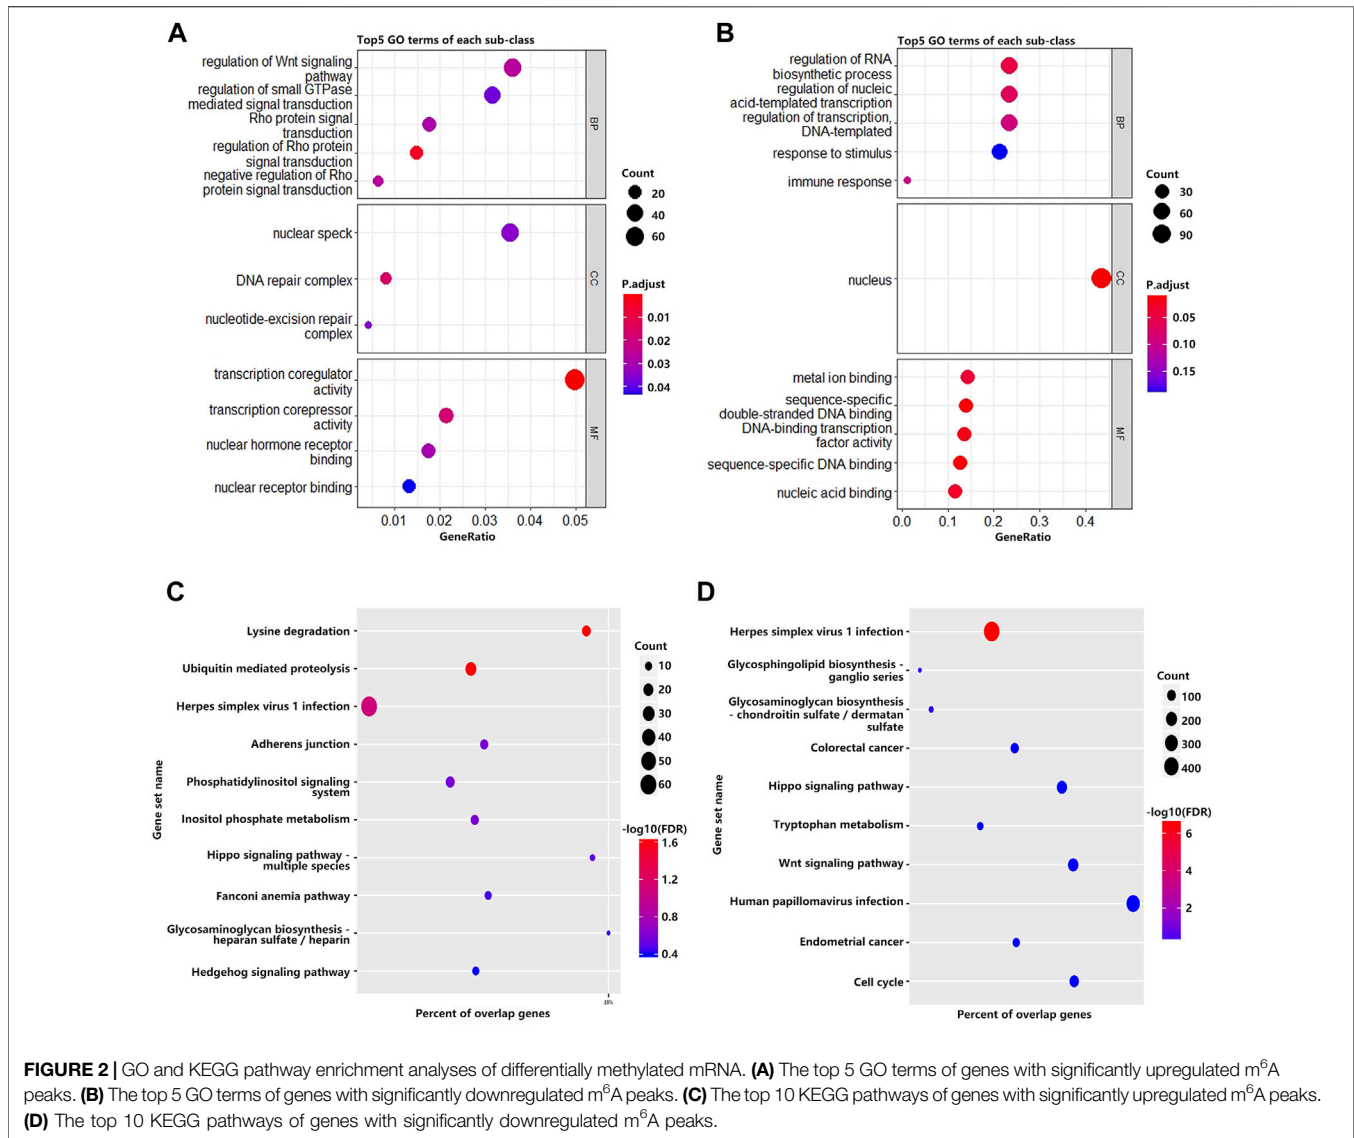 A
Top5 GO terms of each sub-class
regulation of Wnt signaling
pathway
regulation of small GTPase
mediated signal transduction
Rho protein signal
transduction
regulation of Rho protein
signal transduction
negative regulation of Rho
protein signal transduction
BP
nuclear speck
DNA repair complex
nucleotide-excision repair
complex
CC
transcription coregulator
activity
transcription corepressor
activity
nuclear hormone receptor
binding
nuclear receptor binding
MF
0.01 0.02 0.03 0.04 0.05
GeneRatio
Count
20
40
60
P.adjust
0.01
0.02
0.03
0.04
B
Top5 GO terms of each sub-class
regulation of RNA
biosynthetic process
regulation of nucleic
acid-templated transcription
regulation of transcription,
DNA-templated
response to stimulus
immune response
BP
nucleus
CC
metal ion binding
sequence-specific
double-stranded DNA binding
DNA-binding transcription
factor activity
sequence-specific DNA binding
nucleic acid binding
MF
0.0 0.1 0.2 0.3 0.4
GeneRatio
Count
30
60
90
P.adjust
0.05
0.10
0.15
C
Gene set name
Lysine degradation
Ubiquitin mediated proteolysis
Herpes simplex virus 1 infection
Adherens junction
Phosphatidylinositol signaling
system
Inositol phosphate metabolism
Hippo signaling pathway -
multiple species
Fanconi anemia pathway
Glycosaminoglycan biosynthesis -
heparan sulfate / heparin
Hedgehog signaling pathway
Percent of overlap genes
Count
10
20
30
40
50
60
-log10(FDR)
1.6
1.2
0.8
0.4
D
Gene set name
Herpes simplex virus 1 infection
Glycosphingolipid biosynthesis -
ganglio series
Glycosaminoglycan biosynthesis
- chondroitin sulfate / dermatan
sulfate
Colorectal cancer
Hippo signaling pathway
Tryptophan metabolism
Wnt signaling pathway
Human papillomavirus infection
Endometrial cancer
Cell cycle
Percent of overlap genes
Count
100
200
300
400
-log10(FDR)
6
4
2
FIGURE 2 | GO and KEGG pathway enrichment analyses of differentially methylated mRNA. (A) The top 5 GO terms of genes with significantly upregulated m⁶A
peaks. (B) The top 5 GO terms of genes with significantly downregulated m⁶A peaks. (C) The top 10 KEGG pathways of genes with significantly upregulated m⁶A peaks.
(D) The top 10 KEGG pathways of genes with significantly downregulated m⁶A peaks.